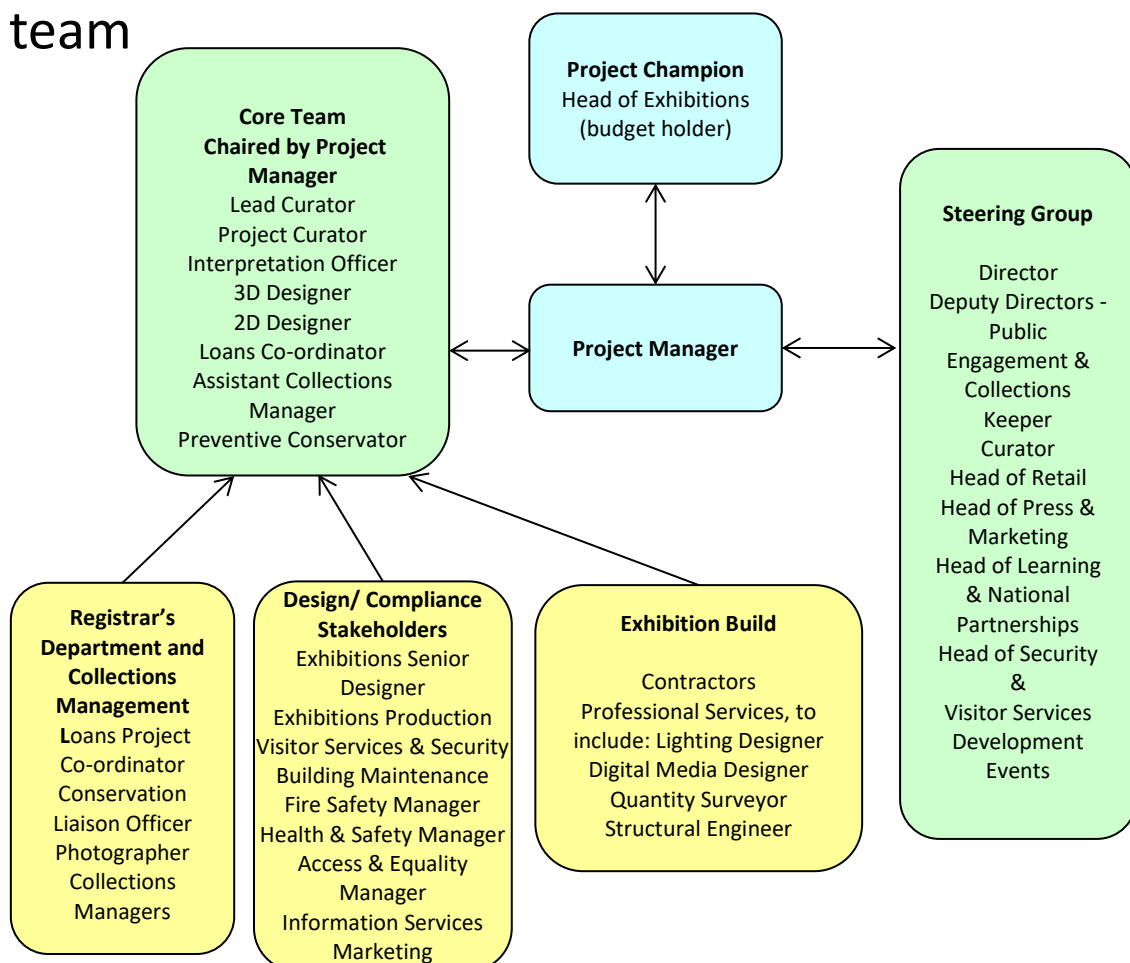 team
Core Team
Chaired by Project
Manager
Lead Curator
Project Curator
Interpretation Officer
3D Designer
2D Designer
Loans Co-ordinator
Assistant Collections
Manager
Preventive Conservator
Project Champion
Head of Exhibitions
(budget holder)
Project Manager
Steering Group
Director
Deputy Directors -
Public
Engagement &
Collections
Keeper
Curator
Head of Retail
Head of Press &
Marketing
Head of Learning
& National
Partnerships
Head of Security
&
Visitor Services
Development
Events
Registrar’s
Department and
Collections
Management
Loans Project
Co-ordinator
Conservation
Liaison Officer
Photographer
Collections
Managers
Design/ Compliance
Stakeholders
Exhibitions Senior
Designer
Exhibitions Production
Visitor Services & Security
Building Maintenance
Fire Safety Manager
Health & Safety Manager
Access & Equality
Manager
Information Services
Marketing
Exhibition Build
Contractors
Professional Services, to
include: Lighting Designer
Digital Media Designer
Quantity Surveyor
Structural Engineer